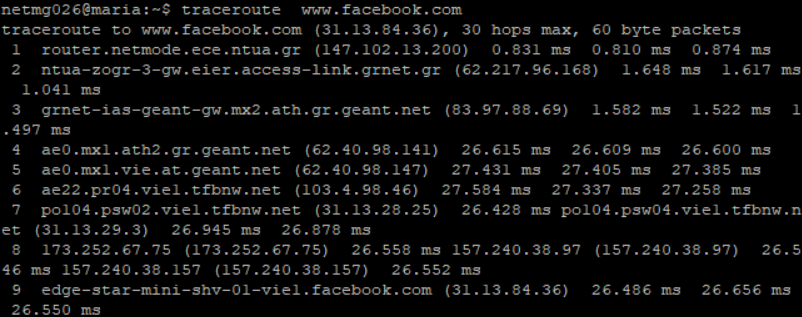 netmg026@maria:~$ traceroute  www.facebook.com
traceroute to www.facebook.com (31.13.84.36), 30 hops max, 60 byte packets
 1  router.netmode.ece.ntua.gr (147.102.13.200)  0.831 ms  0.810 ms  0.874 ms
 2  ntua-zogr-3-gw.eier.access-link.grnet.gr (62.217.96.168)  1.648 ms  1.617 ms
  1.041 ms
 3  grnet-ias-geant-gw.mx2.ath.gr.geant.net (83.97.88.69)  1.582 ms  1.522 ms  1
.497 ms
 4  ae0.mx1.ath2.gr.geant.net (62.40.98.141)  26.615 ms  26.609 ms  26.600 ms
 5  ae0.mx1.vie.at.geant.net (62.40.98.147)  27.431 ms  27.405 ms  27.385 ms
 6  ae22.pr04.vie1.tfbnw.net (103.4.98.46)  27.584 ms  27.337 ms  27.258 ms
 7  po104.psw02.vie1.tfbnw.net (31.13.28.25)  26.428 ms po104.psw04.vie1.tfbnw.n
et (31.13.29.3)  26.945 ms  26.878 ms
 8  173.252.67.75 (173.252.67.75)  26.558 ms 157.240.38.97 (157.240.38.97)  26.5
46 ms 157.240.38.157 (157.240.38.157)  26.552 ms
 9  edge-star-mini-shv-01-vie1.facebook.com (31.13.84.36)  26.486 ms  26.656 ms
 26.550 ms